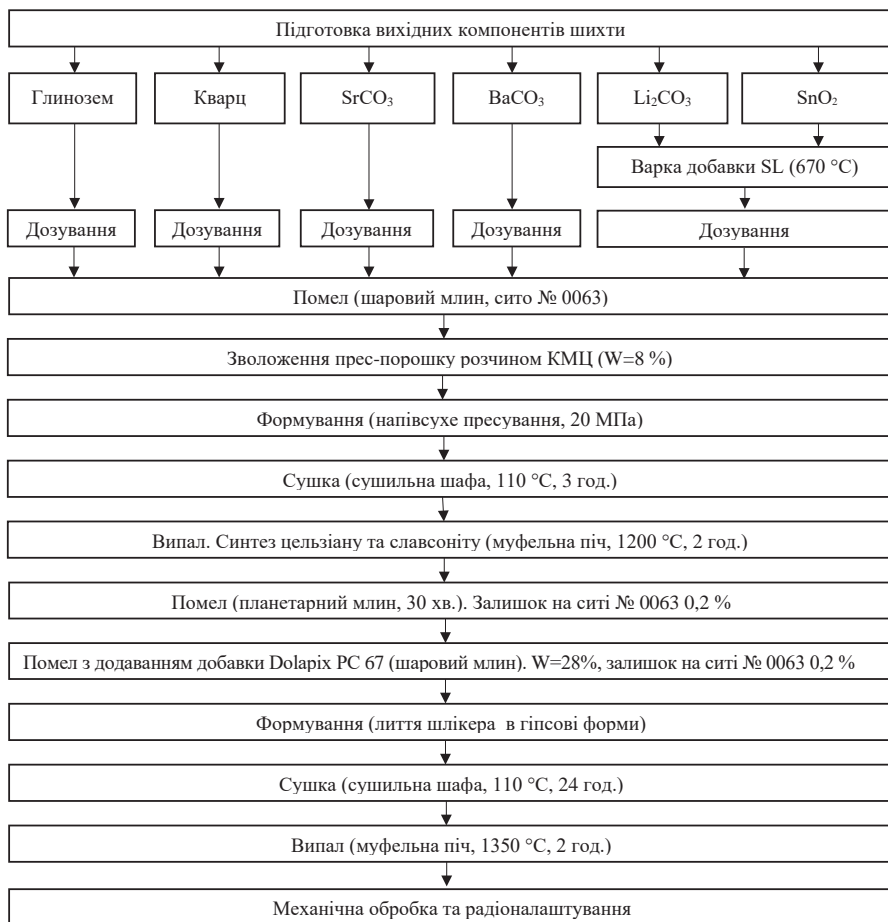 Підготовка вихідних компонентів шихти
Глинозем
Кварц
SrCO₃
BaCO₃
Li₂CO₃
SnO₂
Варка добавки SL (670 °С)
Дозування
Дозування
Дозування
Дозування
Дозування
Помел (шаровий млин, сито № 0063)
Зволоження прес-порошку розчином КМЦ (W=8 %)
Формування (напівсухе пресування, 20 МПа)
Сушка (сушильна шафа, 110 °С, 3 год.)
Випал. Синтез цельзіану та славсоніту (муфельна піч, 1200 °С, 2 год.)
Помел (планетарний млин, 30 хв.). Залишок на ситі № 0063 0,2 %
Помел з додаванням добавки Dolapix PC 67 (шаровий млин). W=28%, залишок на ситі № 0063 0,2 %
Формування (лиття шлікера в гіпсові форми)
Сушка (сушильна шафа, 110 °С, 24 год.)
Випал (муфельна піч, 1350 °С, 2 год.)
Механічна обробка та радіоналаштування